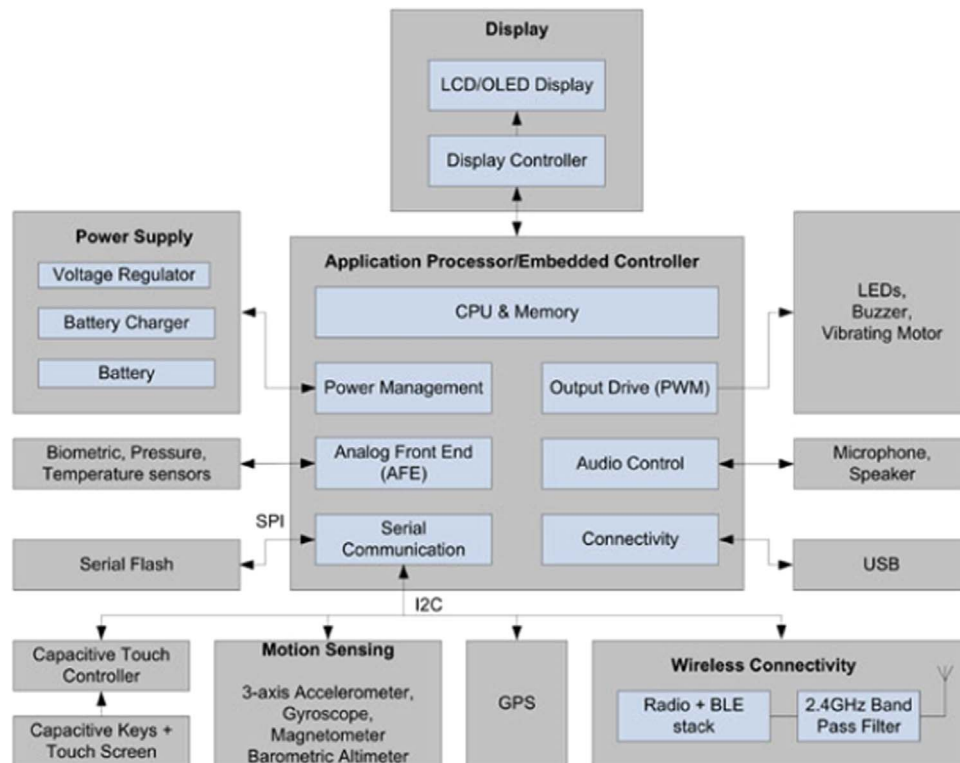 Display
LCD/OLED Display
Display Controller
Power Supply
Voltage Regulator
Battery Charger
Battery
Application Processor/Embedded Controller
CPU & Memory
Power Management
Output Drive (PWM)
Analog Front End
(AFE)
Audio Control
Serial
Communication
Connectivity
LEDs,
Buzzer,
Vibrating Motor
Biometric, Pressure,
Temperature sensors
Microphone,
Speaker
SPI
Serial Flash
USB
I2C
Capacitive Touch
Controller
Capacitive Keys +
Touch Screen
Motion Sensing
3-axis Accelerometer,
Gyroscope,
Magnetometer
Barometric Altimeter
GPS
Wireless Connectivity
Radio + BLE
stack
2.4GHz Band
Pass Filter